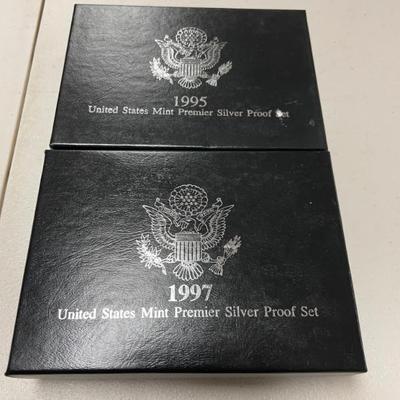 1995
United States Mint Premier Silver Proof Set
1997
United States Mint Premier Silver Proof Set